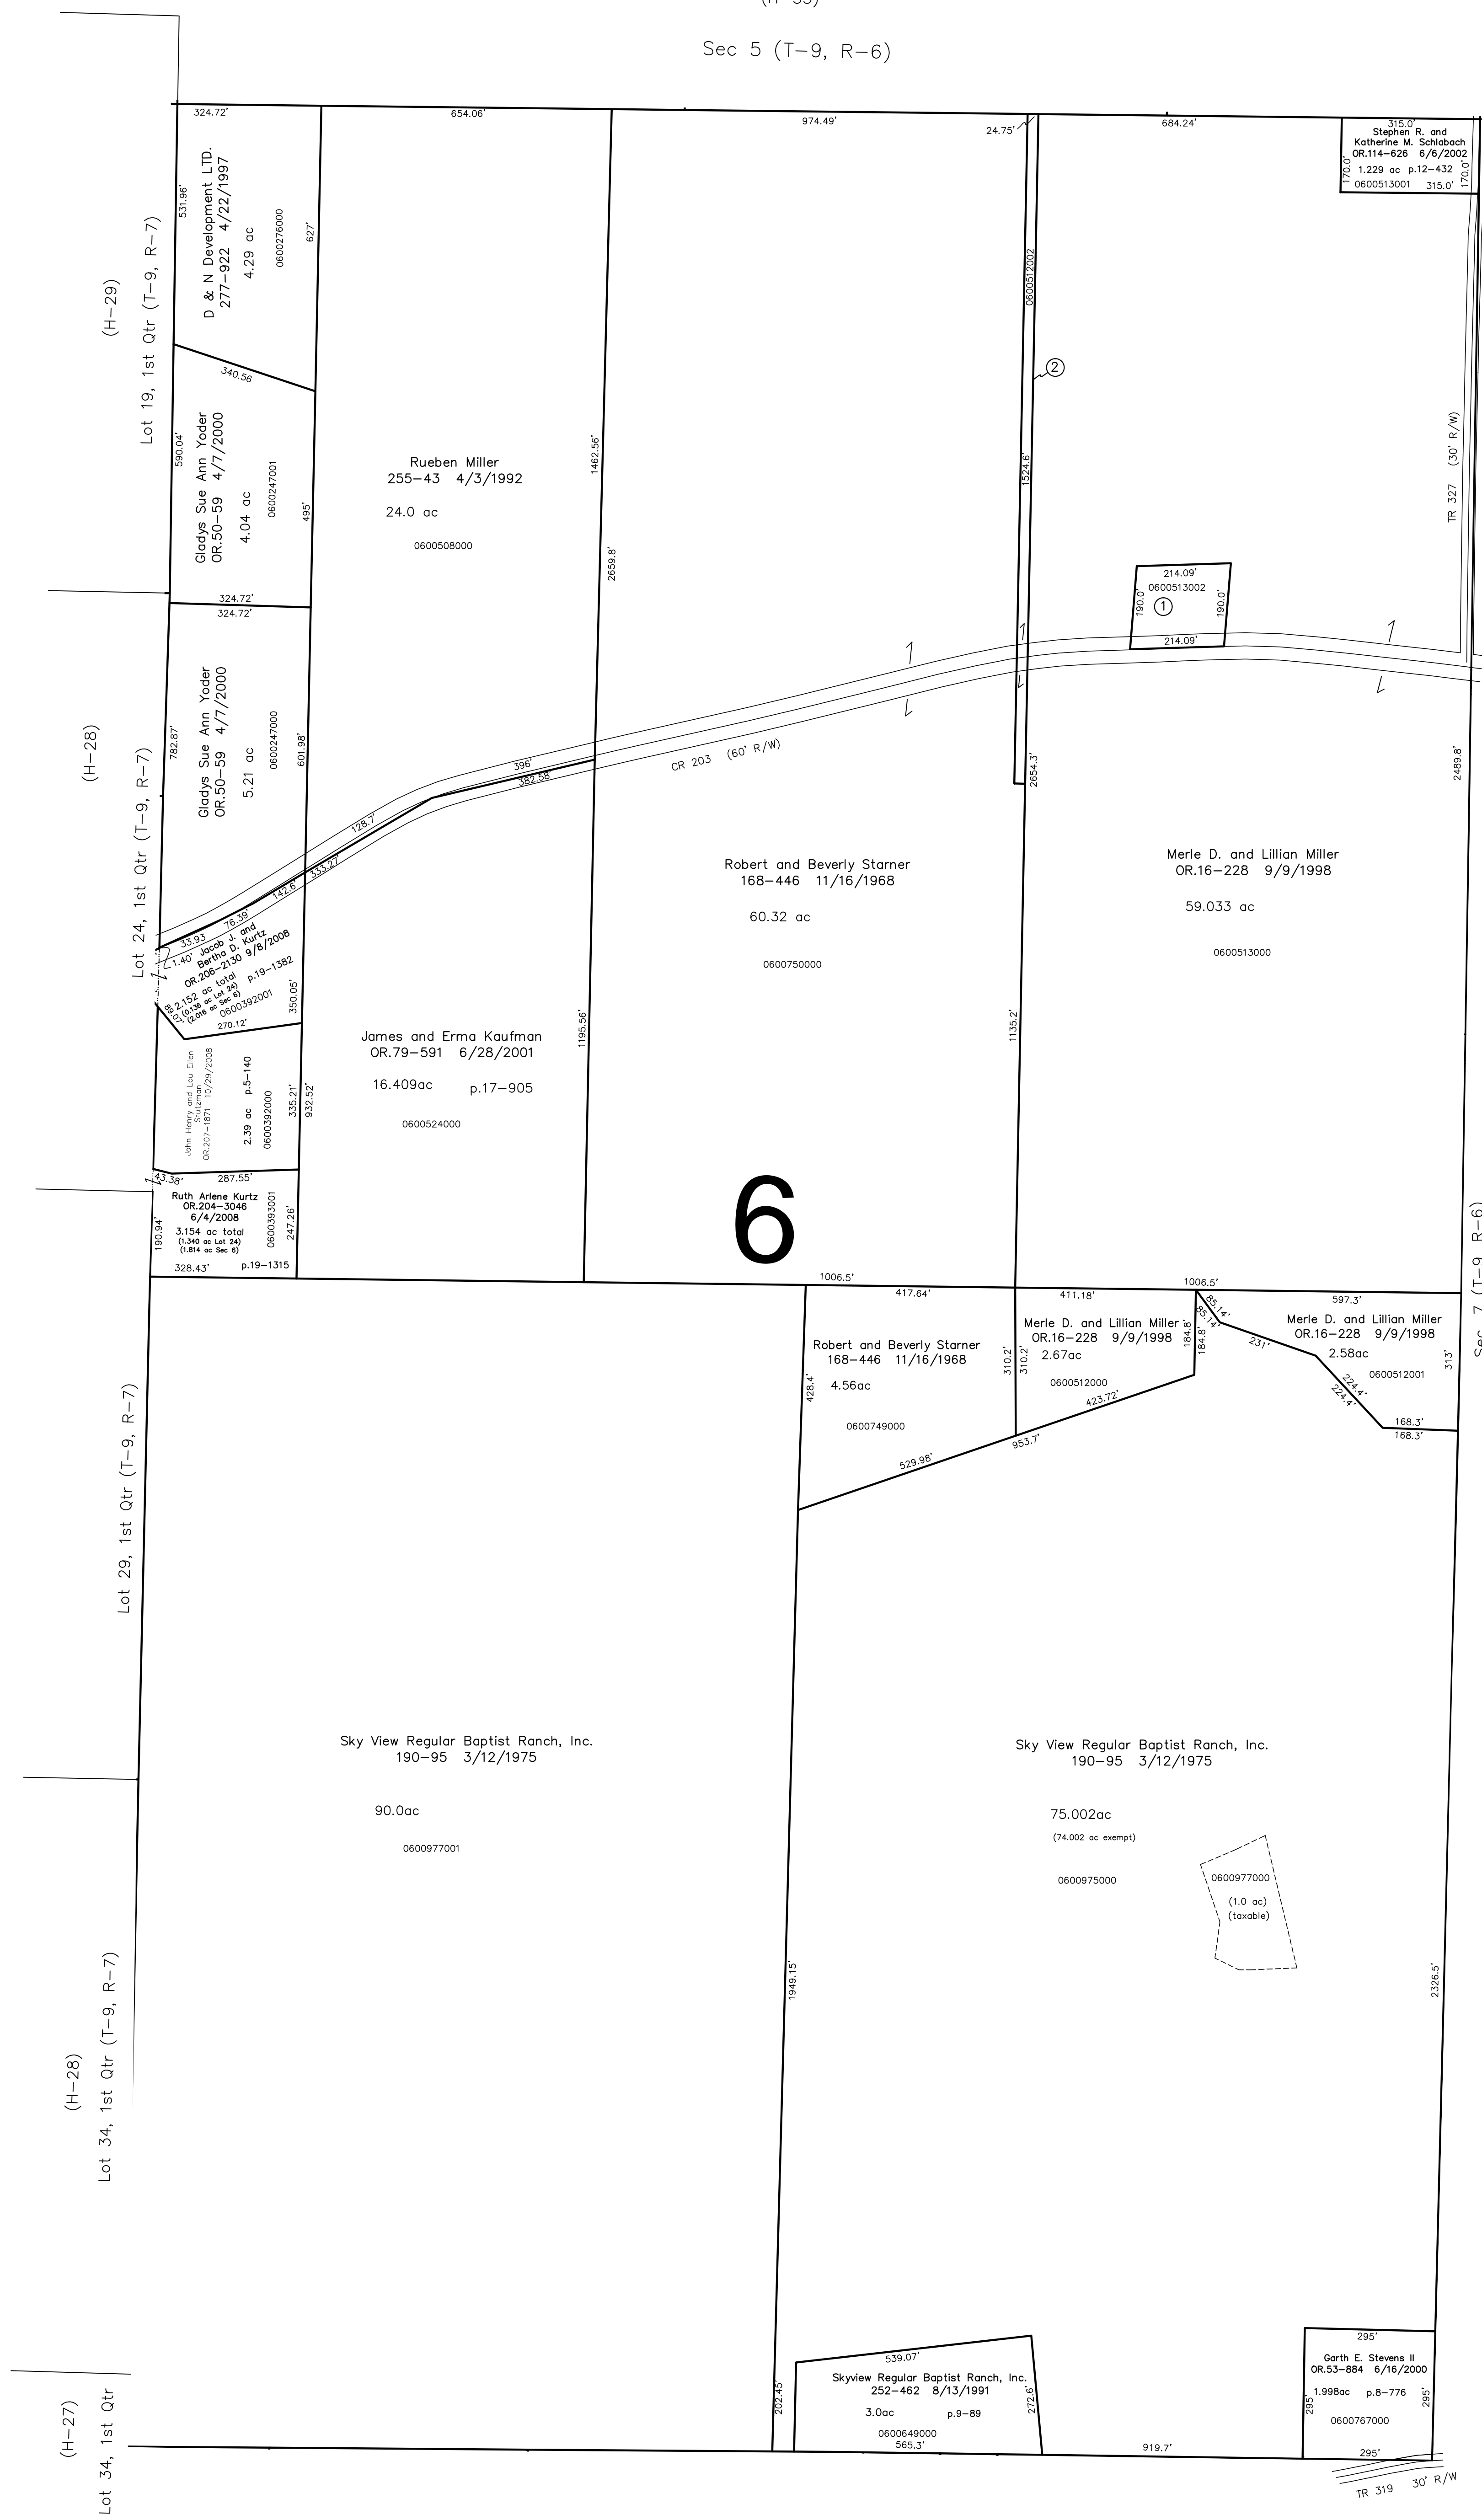 Sec 5 (T-9, R-6)
324.72'
654.06'
974.49'
24.75'
684.24'
315.0'
Stephen R. and
Katherine M. Schlabach
OR.114-626 6/6/2002
1.229 ac p.12-432
0600513001 315.0'
170.0'
170.0'
531.96'
D & N Development LTD.
277-922 4/22/1997
4.29 ac
0600276000
627'
(H-29)
Lot 19, 1st Qtr (T-9, R-7)
340.56
590.04'
Gladys Sue Ann Yoder
OR.50-59 4/7/2000
4.04 ac
0600247001
495'
324.72'
324.72'
Rueben Miller
255-43 4/3/1992
24.0 ac
0600508000
1462.56'
2659.8'
0600512002
2
1524.6'
TR 327 (30' R/W)
214.09'
0600513002
190.0'
1
190.0'
214.09'
(H-28)
Lot 24, 1st Qtr (T-9, R-7)
782.87'
Gladys Sue Ann Yoder
OR.50-59 4/7/2000
5.21 ac
0600247000
601.98'
396'
382.58'
CR 203 (60' R/W)
128.7'
333.27'
142.6'
76.39'
33.93
1.40'
2654.3'
2489.8'
Jacob J. and
Bertha D. Kurtz
OR.206-2130 9/8/2008
2.152 ac total p.19-1382
(0.136 ac Lot 24)
(2.016 ac Sec 6)
0600392001
89.07'
270.12'
350.05'
Robert and Beverly Starner
168-446 11/16/1968
60.32 ac
0600750000
Merle D. and Lillian Miller
OR.16-228 9/9/1998
59.033 ac
0600513000
John Henry and Lou Ellen
Stutzman
OR.207-1871 10/29/2008
2.39 ac p.5-140
0600392000
335.21'
932.52'
James and Erma Kaufman
OR.79-591 6/28/2001
16.409ac p.17-905
0600524000
1195.56'
1135.2'
43.38'
287.55'
Ruth Arlene Kurtz
OR.204-3046
6/4/2008
3.154 ac total
(1.340 ac Lot 24)
(1.814 ac Sec 6)
0600393001
190.94'
247.26'
328.43'
p.19-1315
6
1006.5'
1006.5'
417.64'
411.18'
597.3'
Robert and Beverly Starner
168-446 11/16/1968
4.56ac
0600749000
428.4'
310.2'
310.2'
529.98'
953.7'
Merle D. and Lillian Miller
OR.16-228 9/9/1998
2.67ac
0600512000
423.72'
184.8'
184.8'
85.14'
85.14'
231'
Merle D. and Lillian Miller
OR.16-228 9/9/1998
2.58ac
0600512001
224.4'
224.4'
168.3'
168.3'
313'
Lot 29, 1st Qtr (T-9, R-7)
Sky View Regular Baptist Ranch, Inc.
190-95 3/12/1975
90.0ac
0600977001
Sky View Regular Baptist Ranch, Inc.
190-95 3/12/1975
75.002ac
(74.002 ac exempt)
0600975000
0600977000
(1.0 ac)
(taxable)
1949.15'
2326.5'
(H-28)
Lot 34, 1st Qtr (T-9, R-7)
539.07'
Skyview Regular Baptist Ranch, Inc.
252-462 8/13/1991
3.0ac p.9-89
0600649000
565.3'
202.45'
272.6'
919.7'
295'
Garth E. Stevens II
OR.53-884 6/16/2000
1.998ac p.8-776
0600767000
295'
295'
295'
(H-27)
Lot 34, 1st Qtr
TR 319 30' R/W